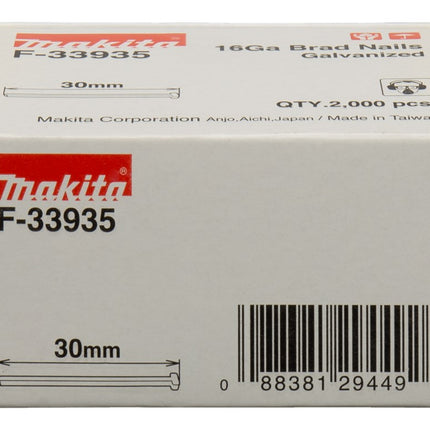 makita
F-33935
16Ga Brad Nails
Galvanized
30mm
QTY.2,000 pcs
Makita Corporation Anjo,Aichi,Japan / Made in Taiwan
makita®
F-33935
30mm
0 88381 29449